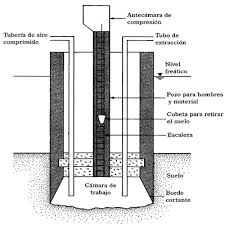 Antecámara de
compresión
Tubería de aire
comprimido
Tubo de
extracción
Nivel
freático
Pozo para hombres
y material
Cubeta para retirar
el suelo
Escalera
Cámara de
trabajo
Suelo
Borde
cortante